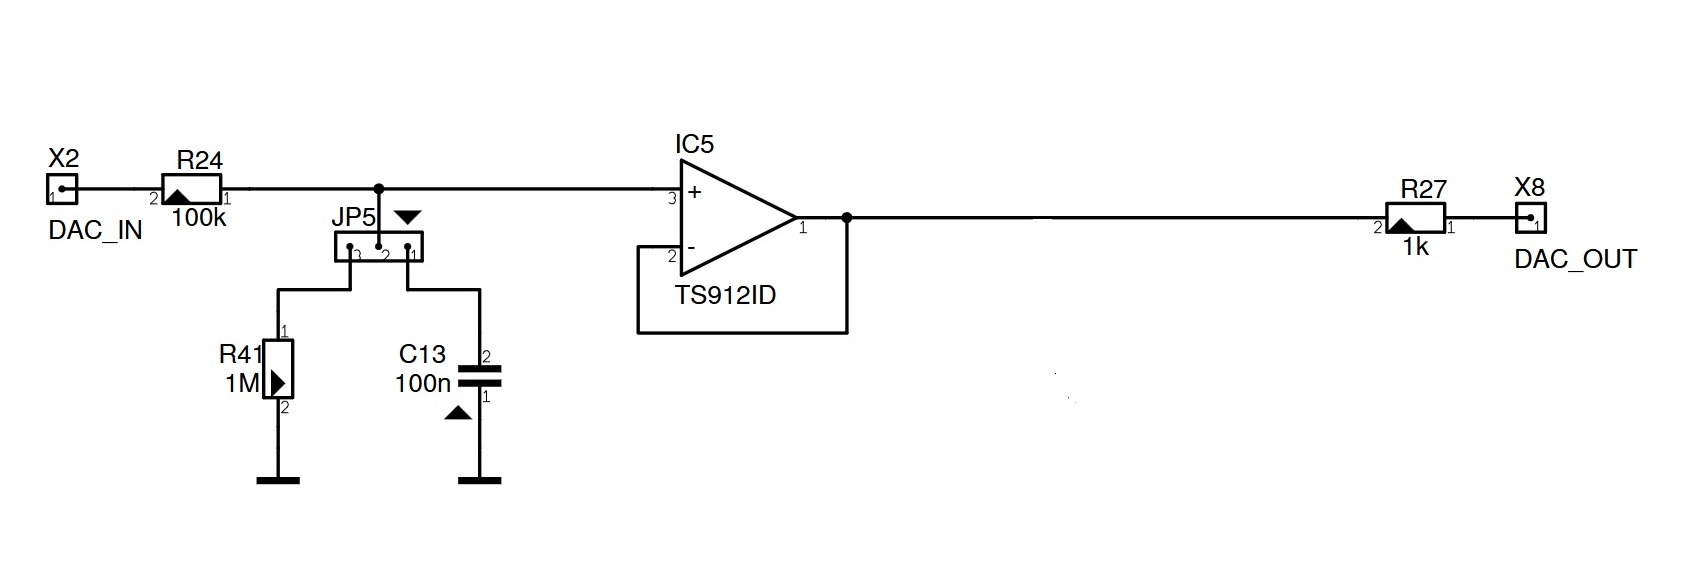 X2
1
DAC_IN
R24
2
1
100k
JP5
3
2
1
R41
1M
1
2
C13
100n
2
1
IC5
3
+
2
-
1
TS912ID
R27
2
1
1k
X8
1
DAC_OUT